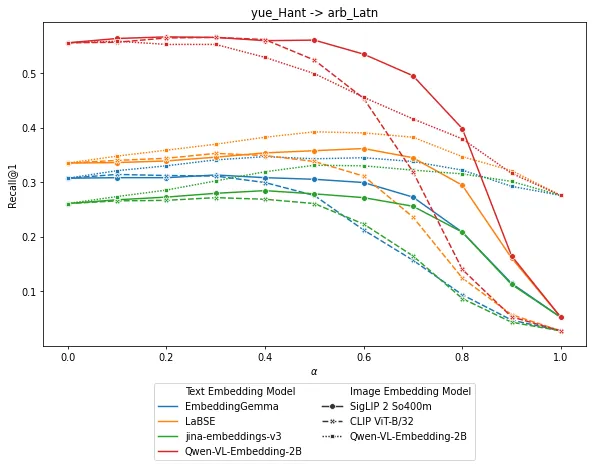 yue_Hant -> arb_Latn
0.5
0.4
0.3
0.2
0.1
Recall@1
0.0 0.2 0.4 0.6 0.8 1.0
α
Text Embedding Model
EmbeddingGemma
LaBSE
jina-embeddings-v3
Qwen-VL-Embedding-2B
Image Embedding Model
SigLIP 2 So400m
CLIP ViT-B/32
Qwen-VL-Embedding-2B